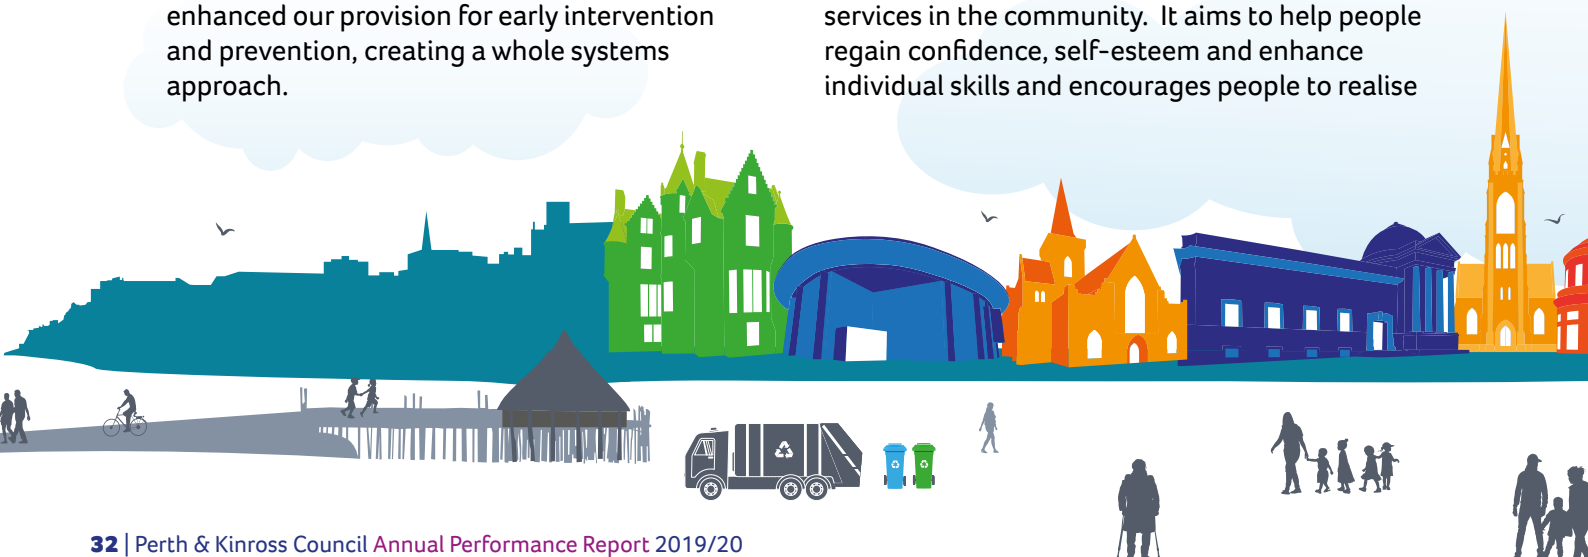 enhanced our provision for early intervention
and prevention, creating a whole systems
approach.
services in the community.  It aims to help people
regain confidence, self-esteem and enhance
individual skills and encourages people to realise
32 | Perth & Kinross Council Annual Performance Report 2019/20